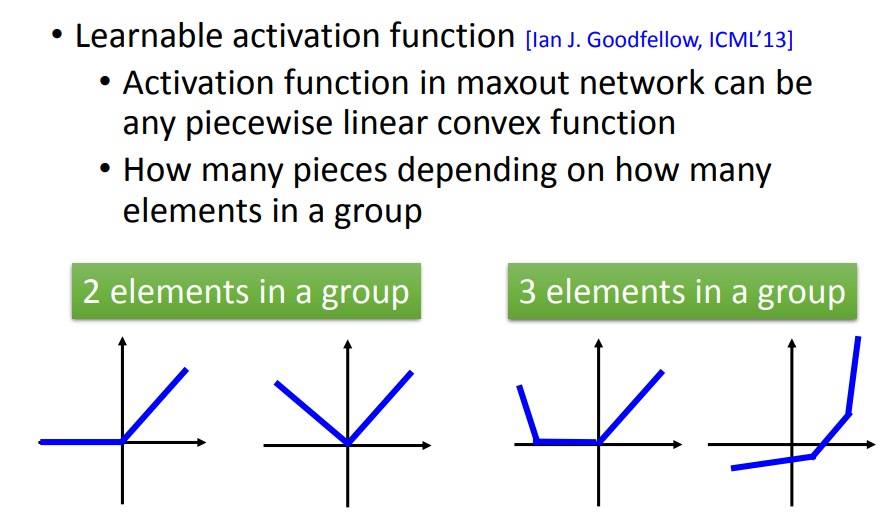 • Learnable activation function [Ian J. Goodfellow, ICML’13]
• Activation function in maxout network can be
any piecewise linear convex function
• How many pieces depending on how many
elements in a group
2 elements in a group
3 elements in a group